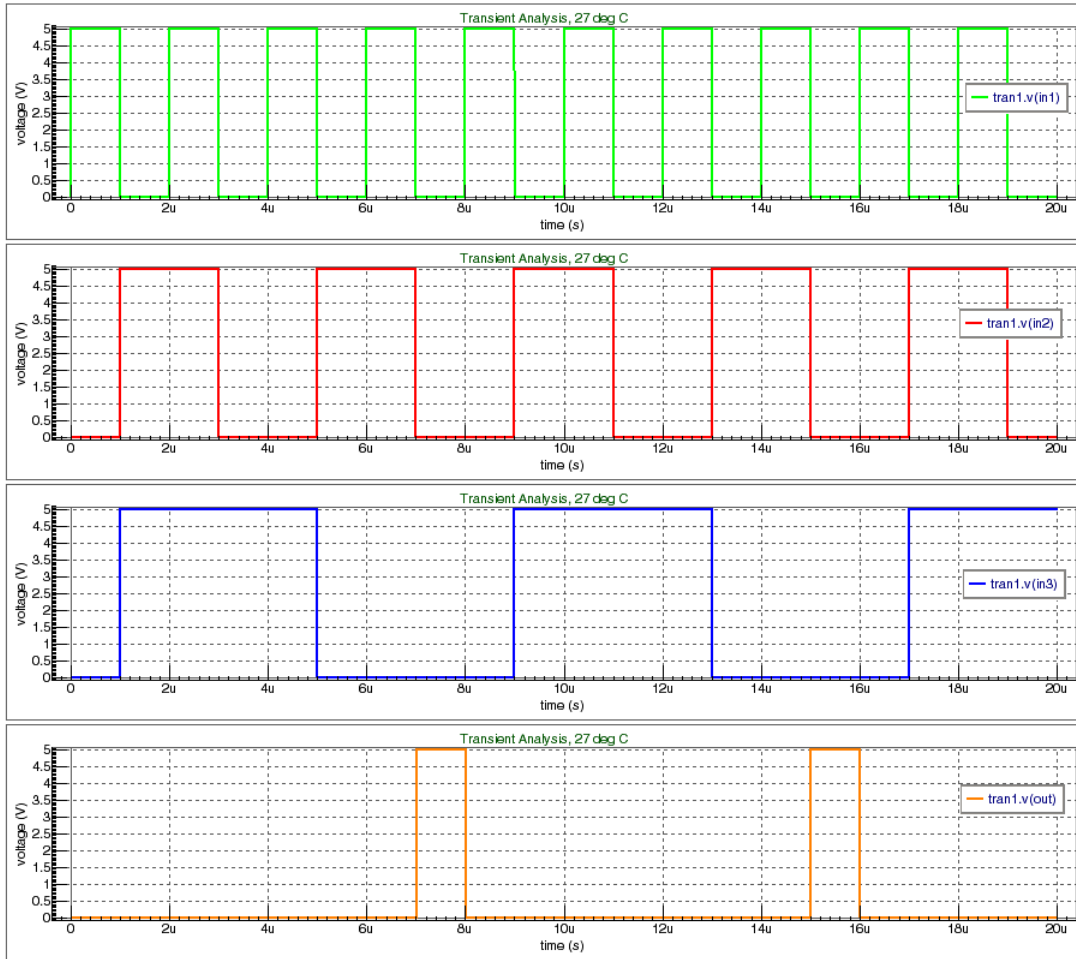 Transient Analysis, 27 deg C
voltage (V)
5
4.5
4
3.5
3
2.5
2
1.5
1
0.5
0
tran1.v(in1)
0 2u 4u 6u 8u 10u 12u 14u 16u 18u 20u
time (s)
Transient Analysis, 27 deg C
voltage (V)
5
4.5
4
3.5
3
2.5
2
1.5
1
0.5
0
tran1.v(in2)
0 2u 4u 6u 8u 10u 12u 14u 16u 18u 20u
time (s)
Transient Analysis, 27 deg C
voltage (V)
5
4.5
4
3.5
3
2.5
2
1.5
1
0.5
0
tran1.v(in3)
0 2u 4u 6u 8u 10u 12u 14u 16u 18u 20u
time (s)
Transient Analysis, 27 deg C
voltage (V)
5
4.5
4
3.5
3
2.5
2
1.5
1
0.5
0
tran1.v(out)
0 2u 4u 6u 8u 10u 12u 14u 16u 18u 20u
time (s)